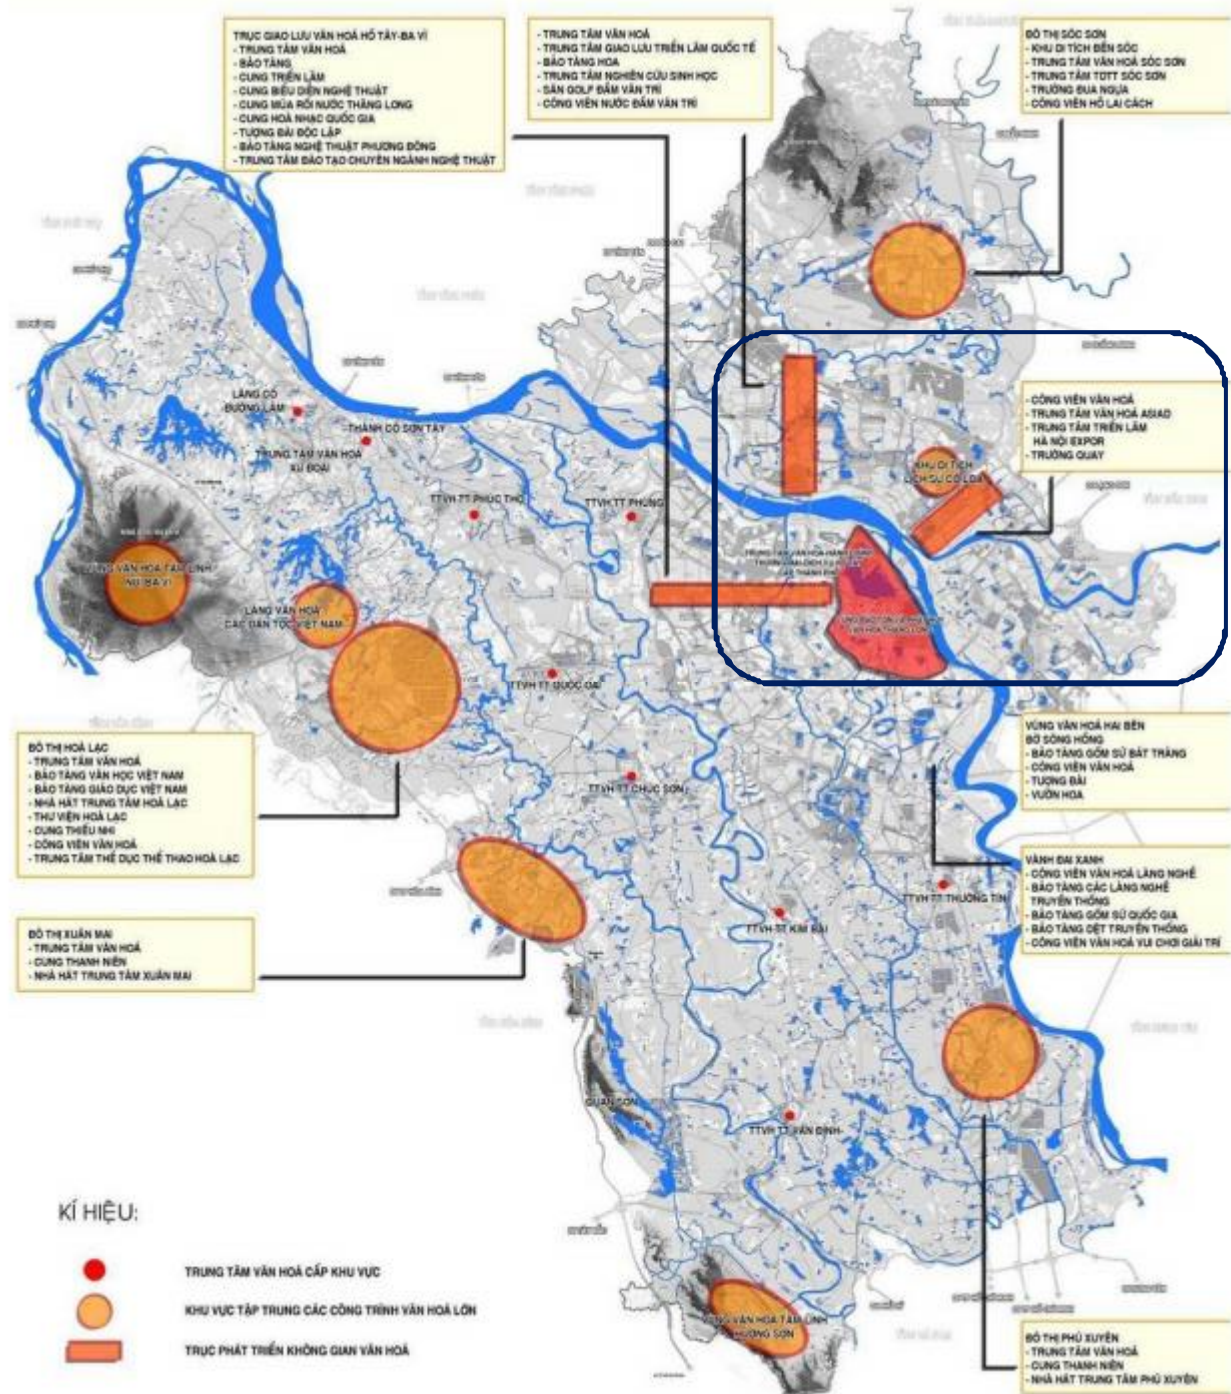 TRỤC GIAO LƯU VĂN HOÁ HỒ TÂY-BA VÌ
- TRUNG TÂM VĂN HOÁ
- BẢO TÀNG
- CUNG TRIỂN LÃM
- CUNG BIỂU DIỄN NGHỆ THUẬT
- CUNG MÚA RỐI NƯỚC THĂNG LONG
- CUNG HOÀ NHẠC QUỐC GIA
- TƯỢNG ĐÀI ĐỘC LẬP
- BẢO TÀNG NGHỆ THUẬT PHƯƠNG ĐÔNG
- TRUNG TÂM ĐÀO TẠO CHUYÊN NGÀNH NGHỆ THUẬT
- TRUNG TÂM VĂN HOÁ
- TRUNG TÂM GIAO LƯU TRIỂN LÃM QUỐC TẾ
- BẢO TÀNG HOA
- TRUNG TÂM NGHIÊN CỨU SINH HỌC
- SÂN GOLF ĐẦM VÂN TRÌ
- CÔNG VIÊN NƯỚC ĐẦM VÂN TRÌ
ĐÔ THỊ SÓC SƠN
- KHU DI TÍCH ĐỀN SÓC
- TRUNG TÂM VĂN HOÁ SÓC SƠN
- TRUNG TÂM TDTT SÓC SƠN
- TRƯỜNG ĐUA NGỰA
- CÔNG VIÊN HỒ LAI CÁCH
- CÔNG VIÊN VĂN HOÁ
- TRUNG TÂM VĂN HOÁ ASIAD
- TRUNG TÂM TRIỂN LÃM
HÀ NỘI EXPOR
- TRƯỜNG QUAY
LÀNG CỔ
ĐƯỜNG LÂM
THÀNH CỔ SƠN TÂY
TRUNG TÂM VĂN HOÁ
XỨ ĐOÀI
TTVH TT PHÚC THỌ
TTVH TT PHÙNG
KHU DI TÍCH
LỊCH SỬ CỔ LOA
VÙNG VĂN HOÁ TÂM LINH
NÚI BA VÌ
LÀNG VĂN HOÁ
CÁC DÂN TỘC VIỆT NAM
TTVH TT QUỐC OAI
TTVH TT CHÚC SƠN
VÙNG VĂN HOÁ HAI BÊN
BỜ SÔNG HỒNG
- BẢO TÀNG GỐM SỨ BÁT TRÀNG
- CÔNG VIÊN VĂN HOÁ
- TƯỢNG ĐÀI
- VƯỜN HOA
ĐÔ THỊ HOÀ LẠC
- TRUNG TÂM VĂN HOÁ
- BẢO TÀNG VĂN HỌC VIỆT NAM
- BẢO TÀNG GIÁO DỤC VIỆT NAM
- NHÀ HÁT TRUNG TÂM HOÀ LẠC
- THƯ VIỆN HOÀ LẠC
- CUNG THIẾU NHI
- CÔNG VIÊN VĂN HOÁ
- TRUNG TÂM THỂ DỤC THỂ THAO HOÀ LẠC
VÀNH ĐAI XANH
- CÔNG VIÊN VĂN HOÁ LÀNG NGHỀ
- BẢO TÀNG CÁC LÀNG NGHỀ
TRUYỀN THỐNG
- BẢO TÀNG GỐM SỨ QUỐC GIA
- BẢO TÀNG DỆT TRUYỀN THỐNG
- CÔNG VIÊN VĂN HOÁ VUI CHƠI GIẢI TRÍ
TTVH TT THƯỜNG TÍN
TTVH TT KIM BÀI
ĐÔ THỊ XUÂN MAI
- TRUNG TÂM VĂN HOÁ
- CUNG THANH NIÊN
- NHÀ HÁT TRUNG TÂM XUÂN MAI
QUAN SƠN
TTVH TT VÂN ĐÌNH
VÙNG VĂN HOÁ TÂM LINH
HƯƠNG SƠN
ĐÔ THỊ PHÚ XUYÊN
- TRUNG TÂM VĂN HOÁ
- CUNG THANH NIÊN
- NHÀ HÁT TRUNG TÂM PHÚ XUYÊN
KÍ HIỆU:
TRUNG TÂM VĂN HOÁ CẤP KHU VỰC
KHU VỰC TẬP TRUNG CÁC CÔNG TRÌNH VĂN HOÁ LỚN
TRỤC PHÁT TRIỂN KHÔNG GIAN VĂN HOÁ